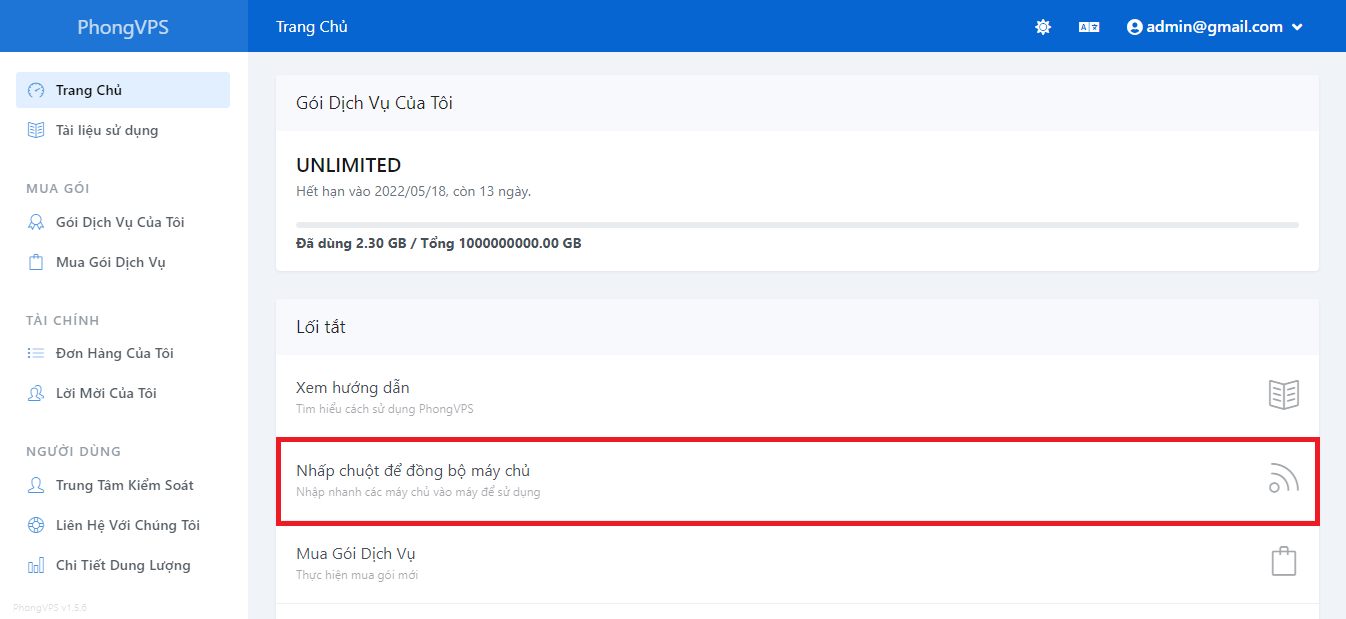 PhongVPS
Trang Chủ
admin@gmail.com
Trang Chủ
Tài liệu sử dụng
MUA GÓI
Gói Dịch Vụ Của Tôi
Mua Gói Dịch Vụ
TÀI CHÍNH
Đơn Hàng Của Tôi
Lời Mời Của Tôi
NGƯỜI DÙNG
Trung Tâm Kiểm Soát
Liên Hệ Với Chúng Tôi
Chi Tiết Dung Lượng
PhongVPS v1.5.6
Gói Dịch Vụ Của Tôi
UNLIMITED
Hết hạn vào 2022/05/18, còn 13 ngày.
Đã dùng 2.30 GB / Tổng 1000000000.00 GB
Lối tắt
Xem hướng dẫn
Tìm hiểu cách sử dụng PhongVPS
Nhấp chuột để đồng bộ máy chủ
Nhập nhanh các máy chủ vào máy để sử dụng
Mua Gói Dịch Vụ
Thực hiện mua gói mới